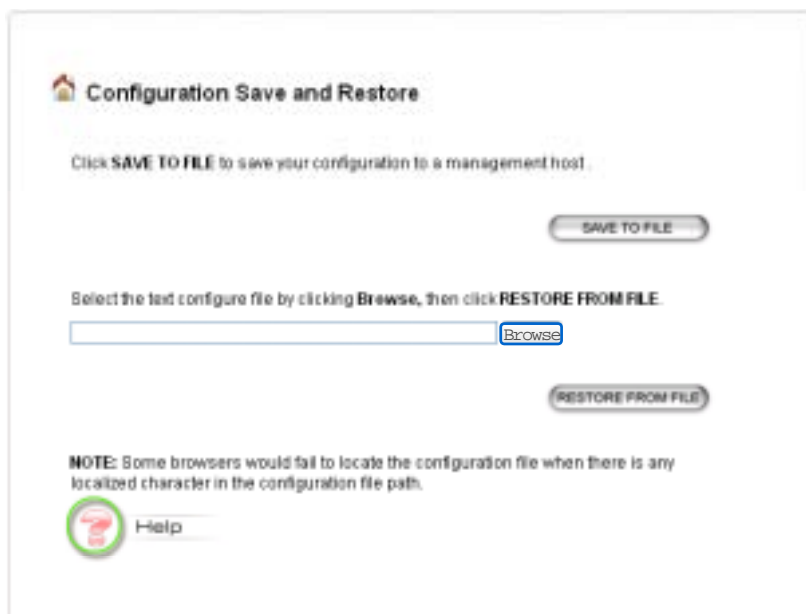 Configuration Save and Restore
Click SAVE TO FILE to save your configuration to a management host .
SAVE TO FILE
Select the text configure file by clicking Browse, then click RESTORE FROM FILE.
Browse
RESTORE FROM FILE
NOTE: Some browsers would fail to locate the configuration file when there is any
localized character in the configuration file path.
Help